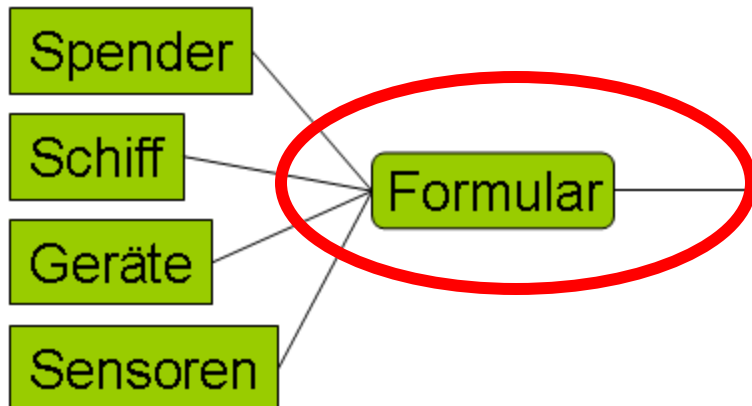 Spender
Schiff
Geräte
Sensoren
Formular